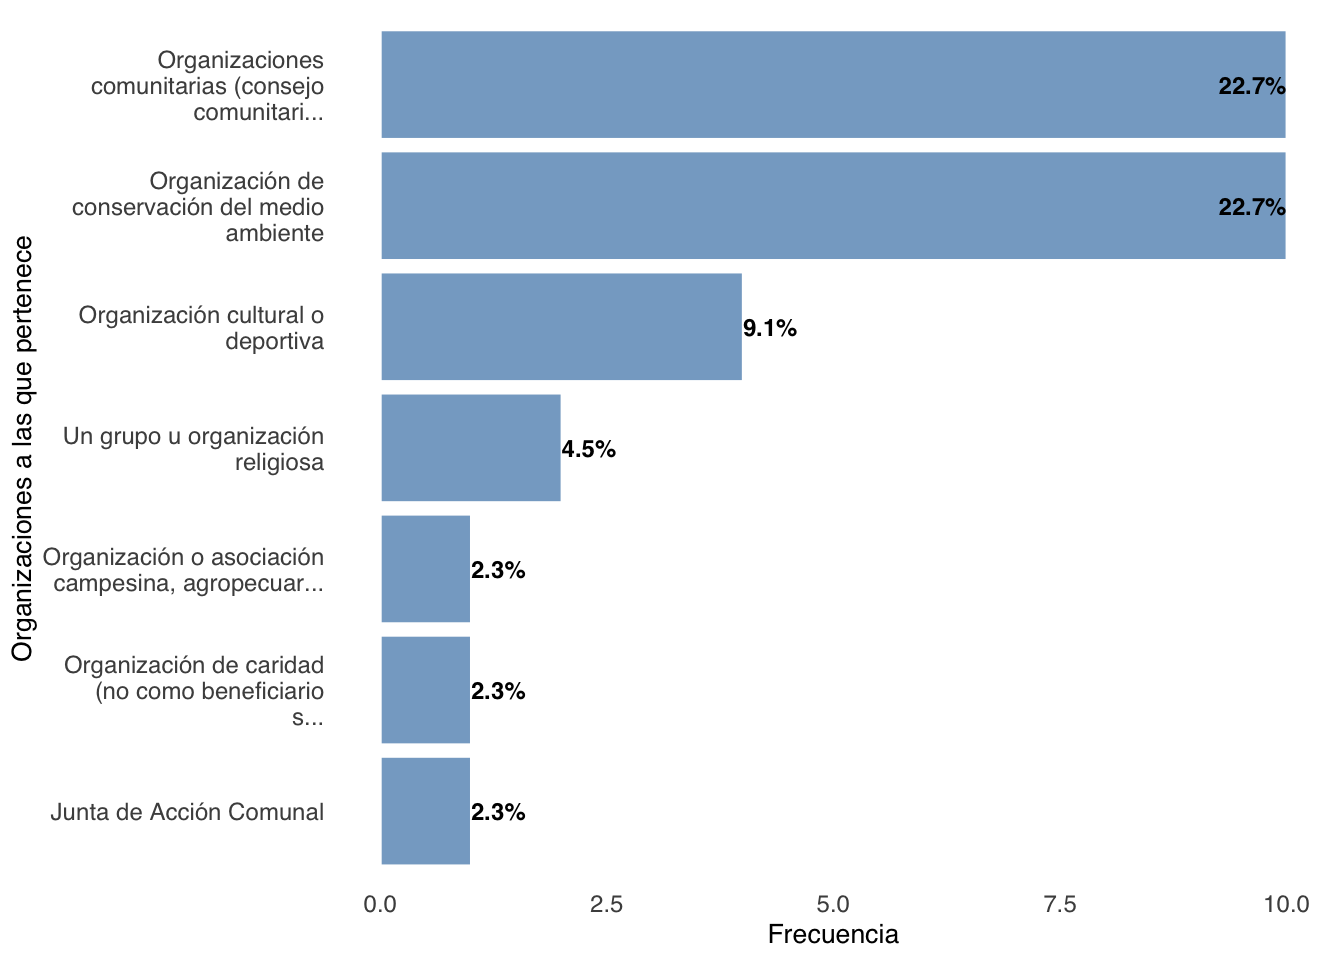 Organizaciones
comunitarias (consejo
comunitari...
22.7%
Organización de
conservación del medio
ambiente
22.7%
Organización cultural o
deportiva
9.1%
Un grupo u organización
religiosa
4.5%
Organización o asociación
campesina, agropecuar...
2.3%
Organización de caridad
(no como beneficiario
s...
2.3%
Junta de Acción Comunal
2.3%
Organizaciones a las que pertenece
0.0 2.5 5.0 7.5 10.0
Frecuencia